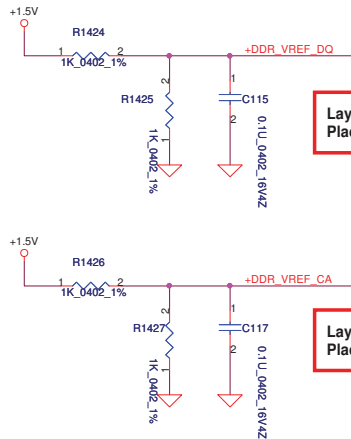 +1.5V
R1424
1 2
1K_0402_1%
+DDR_VREF_DQ
R1425
2
1
1K_0402_1%
1
C115
2
0.1U_0402_16V4Z
Lay
Plac
+1.5V
R1426
1 2
1K_0402_1%
+DDR_VREF_CA
R1427
2
1
1K_0402_1%
1
C117
2
0.1U_0402_16V4Z
Lay
Plac